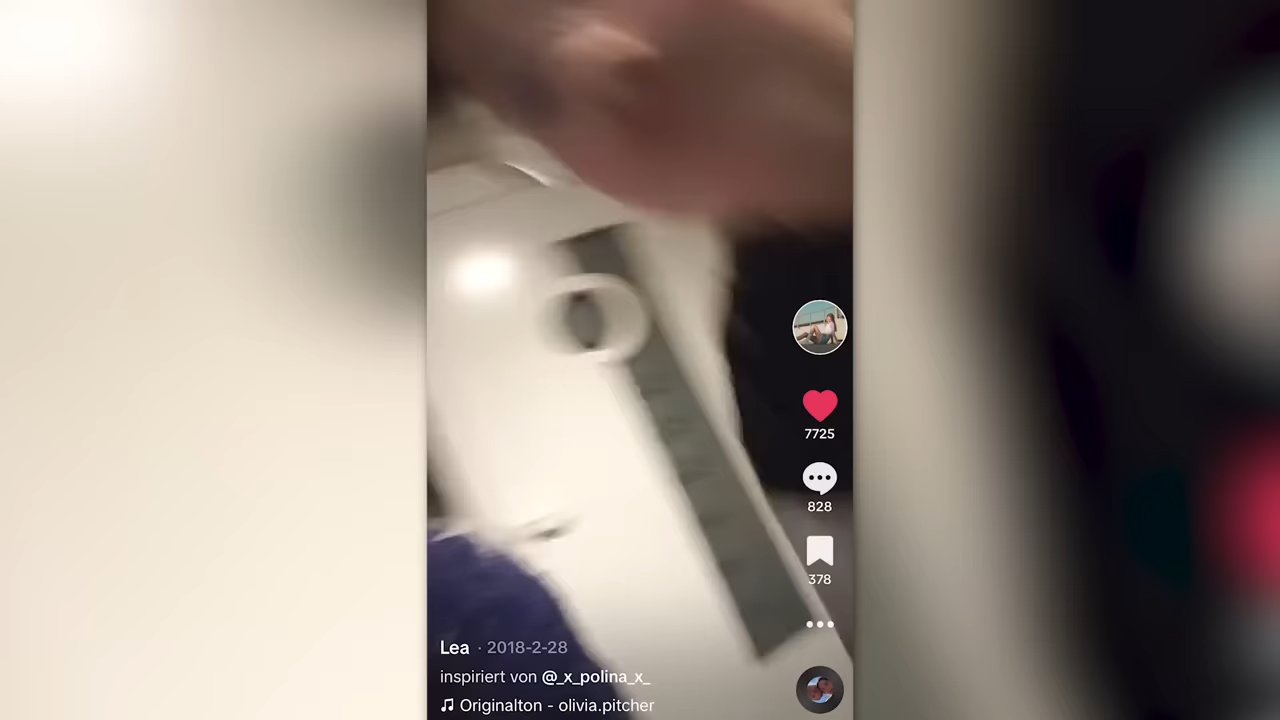 7725
828
378
Lea · 2018-2-28
inspiriert von @_x_polina_x_
Originalton - olivia.pitcher